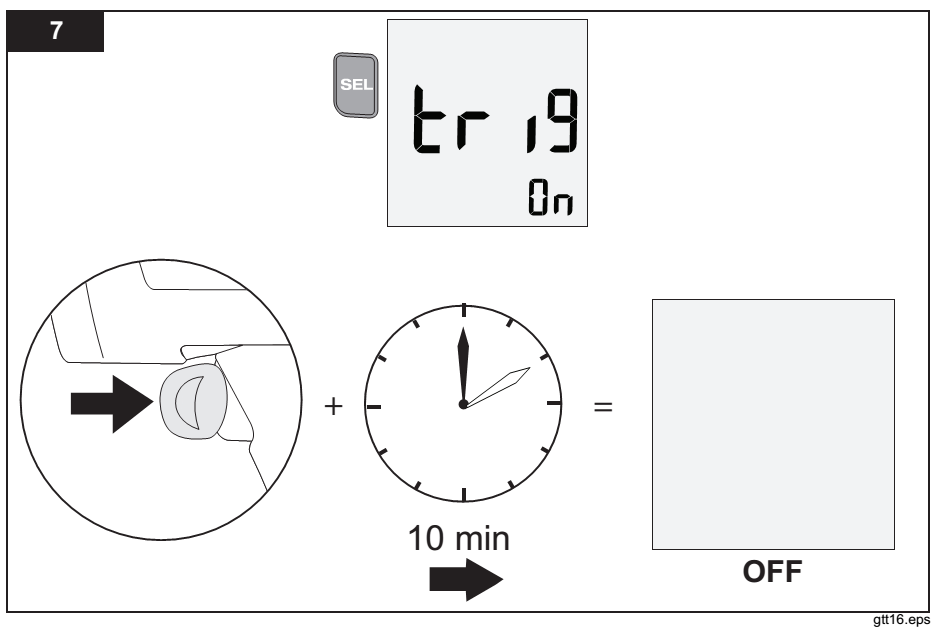 7
SEL
trig
On
+
=
10 min
OFF
gtt16.eps